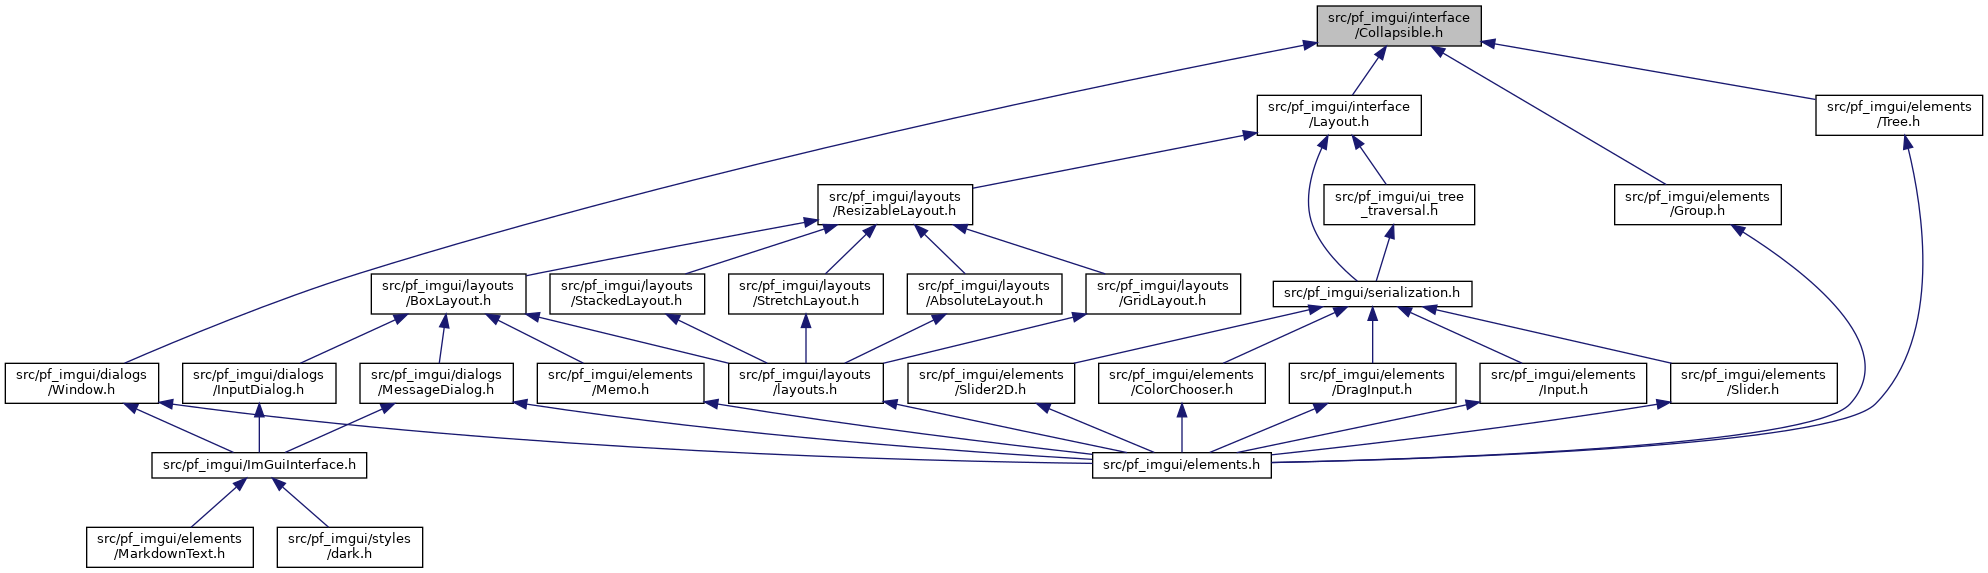 src/pf_imgui/interface
/Collapsible.h
src/pf_imgui/interface
/Layout.h
src/pf_imgui/elements
/Tree.h
src/pf_imgui/layouts
/ResizableLayout.h
src/pf_imgui/ui_tree
_traversal.h
src/pf_imgui/elements
/Group.h
src/pf_imgui/layouts
/BoxLayout.h
src/pf_imgui/layouts
/StackedLayout.h
src/pf_imgui/layouts
/StretchLayout.h
src/pf_imgui/layouts
/AbsoluteLayout.h
src/pf_imgui/layouts
/GridLayout.h
src/pf_imgui/serialization.h
src/pf_imgui/dialogs
/Window.h
src/pf_imgui/dialogs
/InputDialog.h
src/pf_imgui/dialogs
/MessageDialog.h
src/pf_imgui/elements
/Memo.h
src/pf_imgui/layouts
/layouts.h
src/pf_imgui/elements
/Slider2D.h
src/pf_imgui/elements
/ColorChooser.h
src/pf_imgui/elements
/DragInput.h
src/pf_imgui/elements
/Input.h
src/pf_imgui/elements
/Slider.h
src/pf_imgui/ImGuiInterface.h
src/pf_imgui/elements.h
src/pf_imgui/elements
/MarkdownText.h
src/pf_imgui/styles
/dark.h